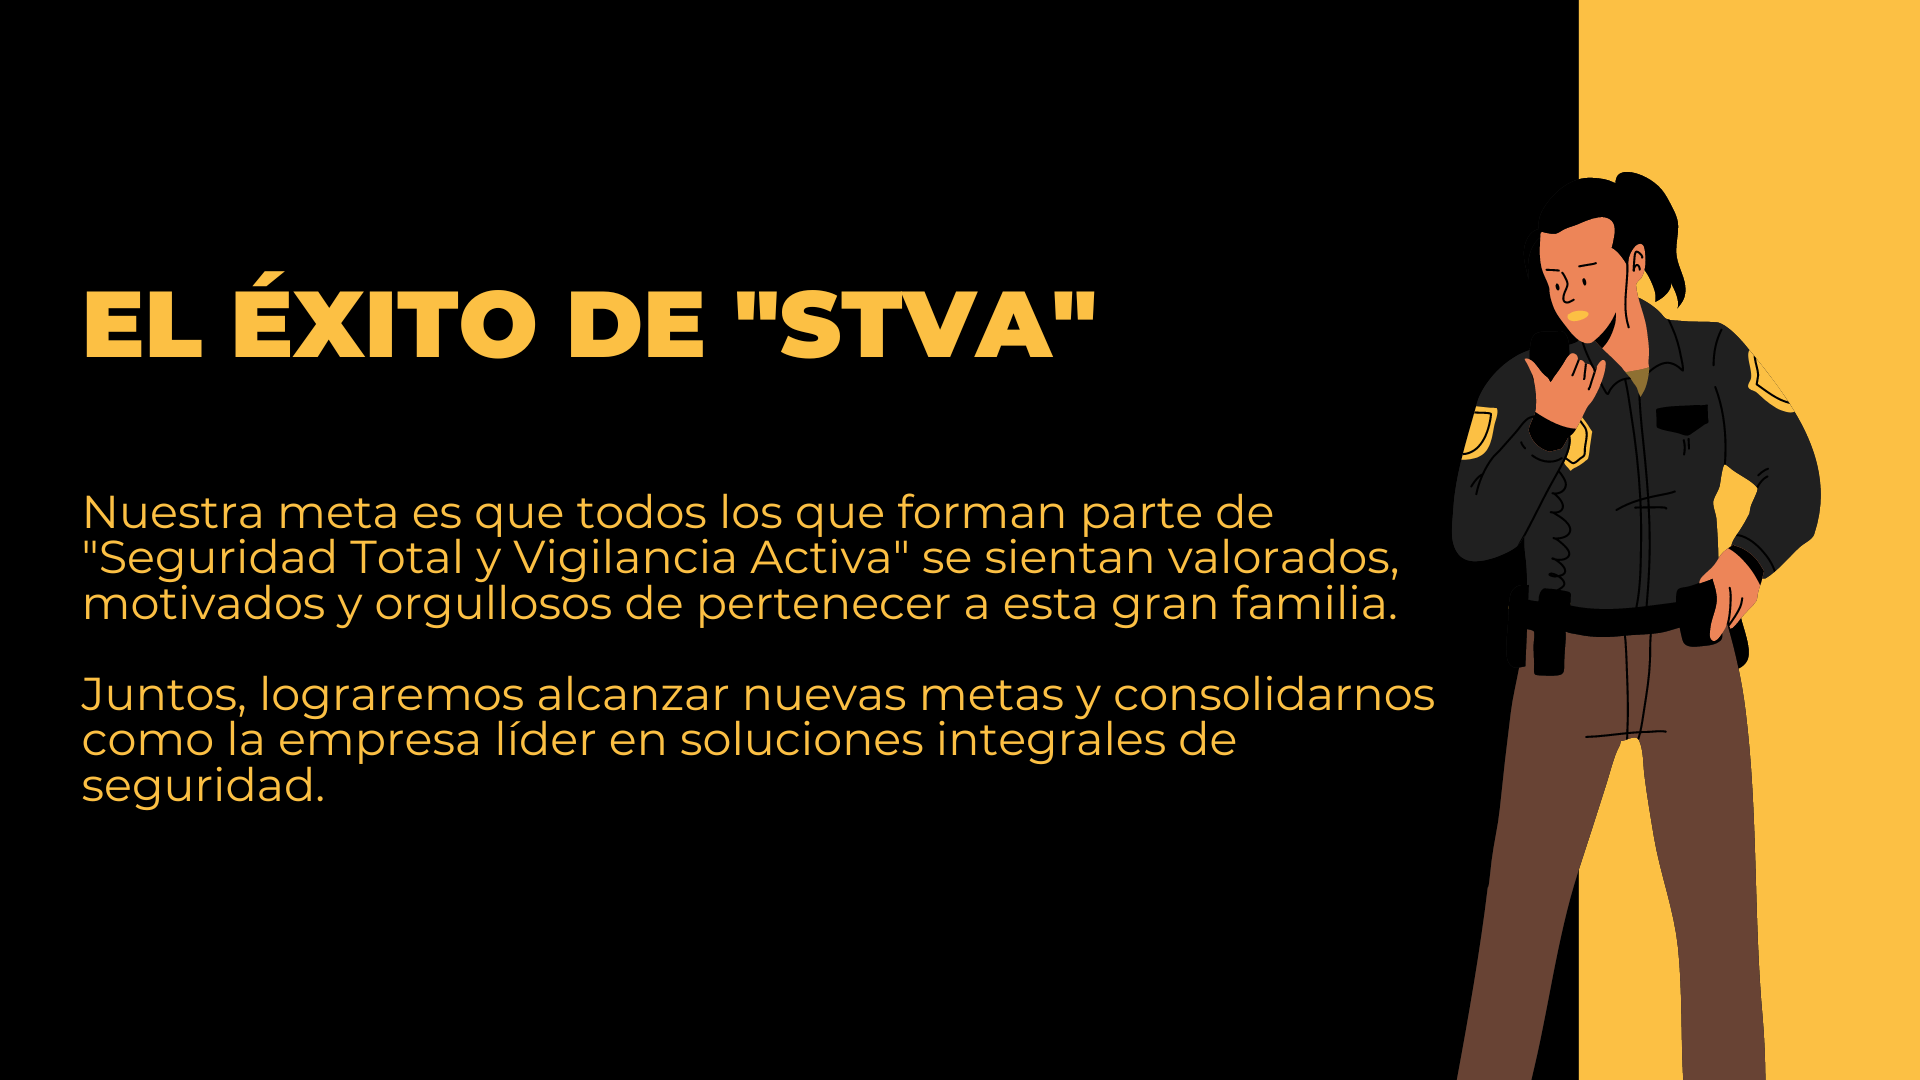 EL ÉXITO DE "STVA"
Nuestra meta es que todos los que forman parte de
"Seguridad Total y Vigilancia Activa" se sientan valorados,
motivados y orgullosos de pertenecer a esta gran familia.
Juntos, lograremos alcanzar nuevas metas y consolidarnos
como la empresa líder en soluciones integrales de
seguridad.